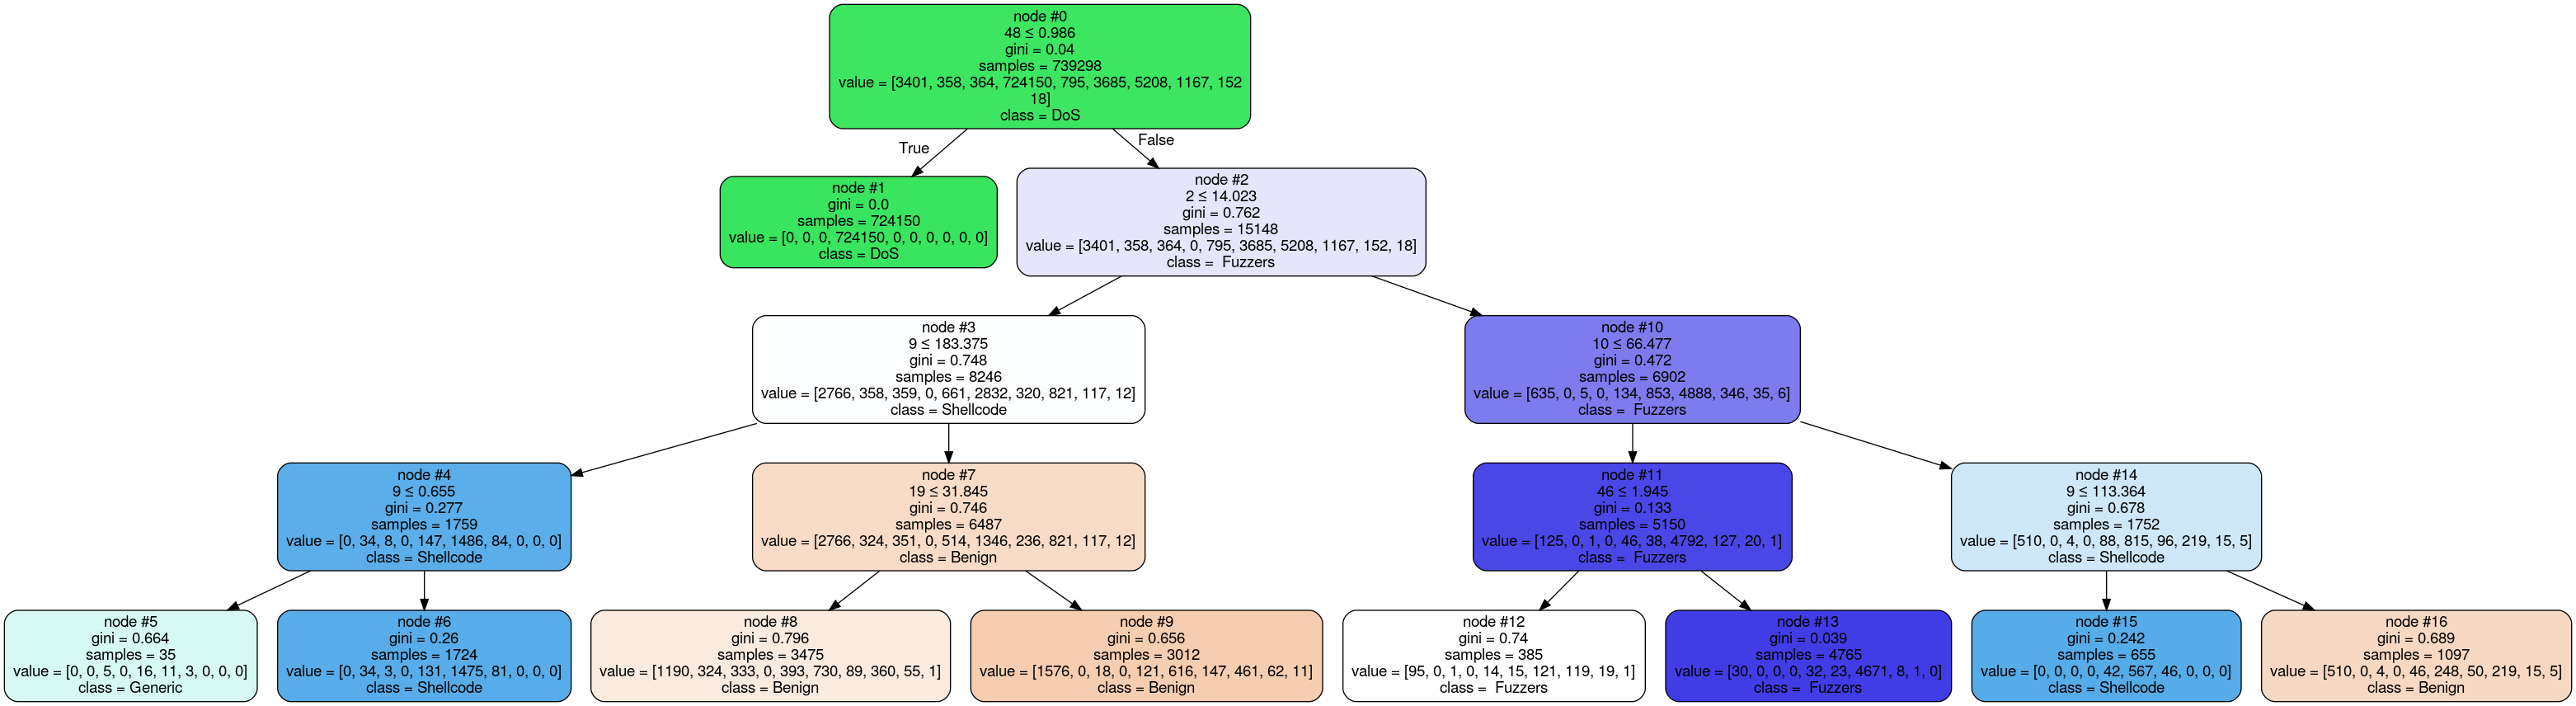 node #0
48 ≤ 0.986
gini = 0.04
samples = 739298
value = [3401, 358, 364, 724150, 795, 3685, 5208, 1167, 152
18]
class = DoS
True
False
node #1
gini = 0.0
samples = 724150
value = [0, 0, 0, 724150, 0, 0, 0, 0, 0, 0]
class = DoS
node #2
2 ≤ 14.023
gini = 0.762
samples = 15148
value = [3401, 358, 364, 0, 795, 3685, 5208, 1167, 152, 18]
class =  Fuzzers
node #3
9 ≤ 183.375
gini = 0.748
samples = 8246
value = [2766, 358, 359, 0, 661, 2832, 320, 821, 117, 12]
class = Shellcode
node #10
10 ≤ 66.477
gini = 0.472
samples = 6902
value = [635, 0, 5, 0, 134, 853, 4888, 346, 35, 6]
class =  Fuzzers
node #4
9 ≤ 0.655
gini = 0.277
samples = 1759
value = [0, 34, 8, 0, 147, 1486, 84, 0, 0, 0]
class = Shellcode
node #7
19 ≤ 31.845
gini = 0.746
samples = 6487
value = [2766, 324, 351, 0, 514, 1346, 236, 821, 117, 12]
class = Benign
node #11
46 ≤ 1.945
gini = 0.133
samples = 5150
value = [125, 0, 1, 0, 46, 38, 4792, 127, 20, 1]
class =  Fuzzers
node #14
9 ≤ 113.364
gini = 0.678
samples = 1752
value = [510, 0, 4, 0, 88, 815, 96, 219, 15, 5]
class = Shellcode
node #5
gini = 0.664
samples = 35
value = [0, 0, 5, 0, 16, 11, 3, 0, 0, 0]
class = Generic
node #6
gini = 0.26
samples = 1724
value = [0, 34, 3, 0, 131, 1475, 81, 0, 0, 0]
class = Shellcode
node #8
gini = 0.796
samples = 3475
value = [1190, 324, 333, 0, 393, 730, 89, 360, 55, 1]
class = Benign
node #9
gini = 0.656
samples = 3012
value = [1576, 0, 18, 0, 121, 616, 147, 461, 62, 11]
class = Benign
node #12
gini = 0.74
samples = 385
value = [95, 0, 1, 0, 14, 15, 121, 119, 19, 1]
class =  Fuzzers
node #13
gini = 0.039
samples = 4765
value = [30, 0, 0, 0, 32, 23, 4671, 8, 1, 0]
class =  Fuzzers
node #15
gini = 0.242
samples = 655
value = [0, 0, 0, 0, 42, 567, 46, 0, 0, 0]
class = Shellcode
node #16
gini = 0.689
samples = 1097
value = [510, 0, 4, 0, 46, 248, 50, 219, 15, 5]
class = Benign